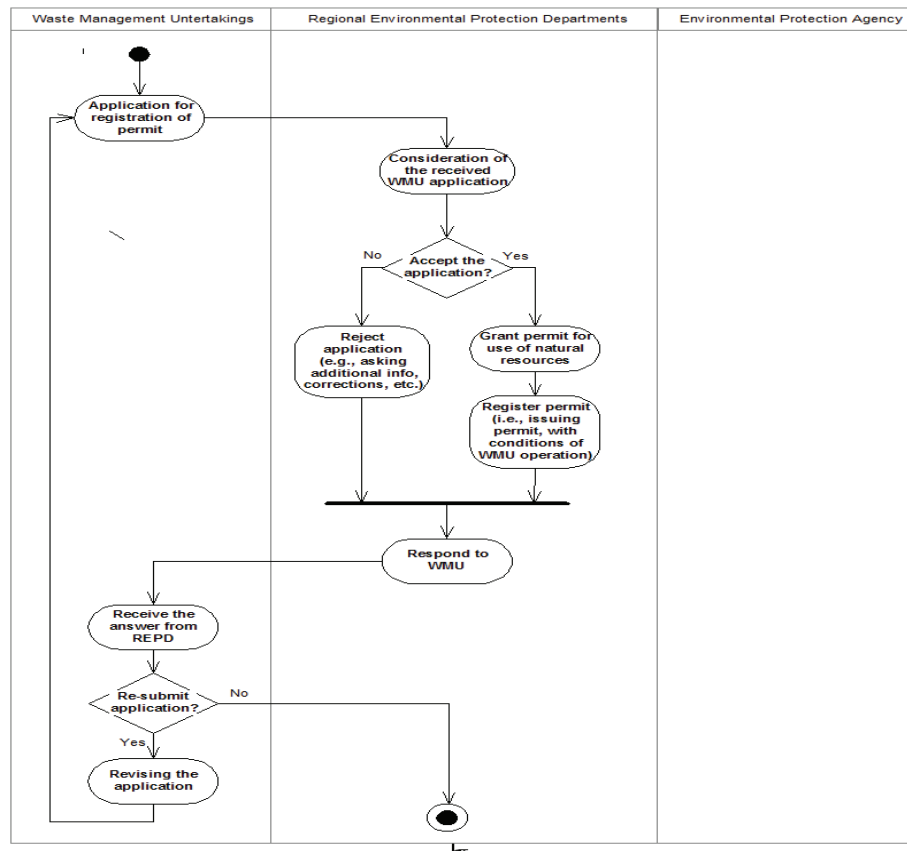 Waste Management Untertakings
Regional Environmental Protection Departments
Environmental Protection Agency
Application for
registration of
permit
Consideration of
the received
WMU application
No
Accept the
application?
Yes
Reject
application
(e.g., asking
additional info,
corrections, etc.)
Grant permit for
use of natural
resources
Register permit
(i.e., issuing
permit, with
conditions of
WMU operation)
Respond to
WMU
Receive the
answer from
REPD
Re-submit
application?
No
Yes
Revising the
application